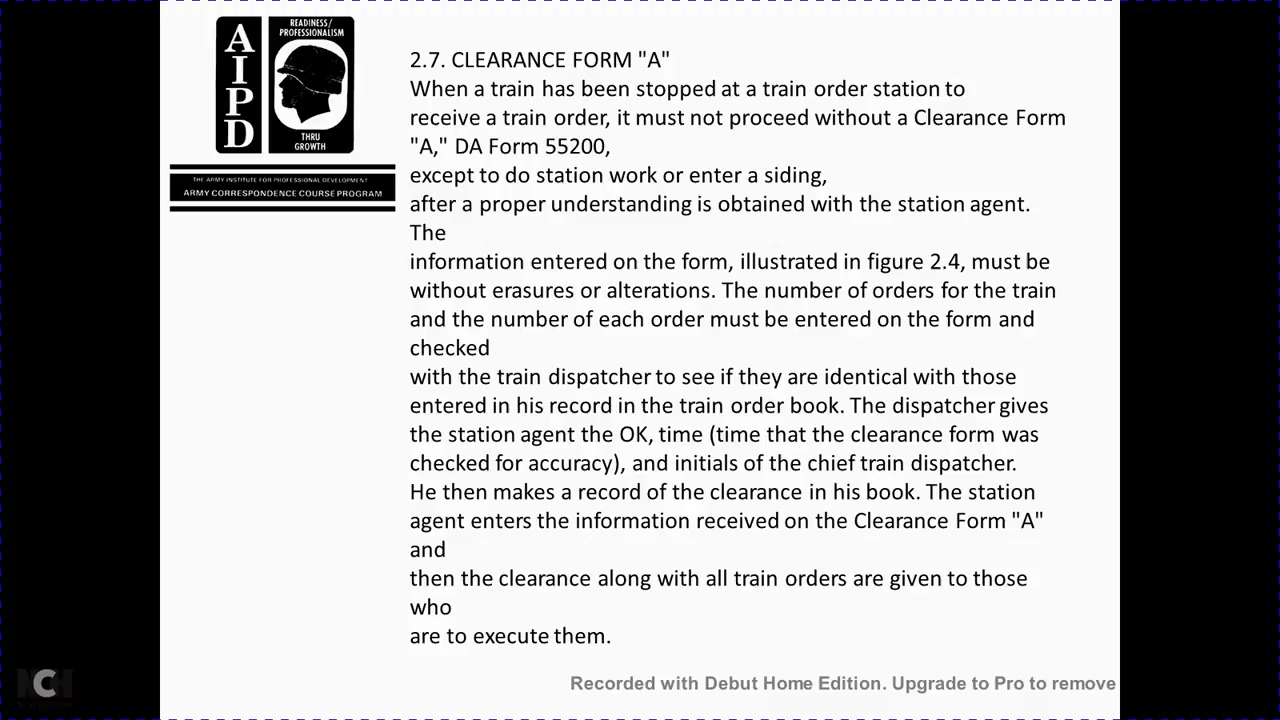 AIPD
READINESS/
PROFESSIONALISM
THRU
GROWTH
THE ARMY INSTITUTE FOR PROFESSIONAL DEVELOPMENT
ARMY CORRESPONDENCE COURSE PROGRAM
2.7. CLEARANCE FORM "A"
When a train has been stopped at a train order station to
receive a train order, it must not proceed without a Clearance Form
"A," DA Form 55200,
except to do station work or enter a siding,
after a proper understanding is obtained with the station agent.
The
information entered on the form, illustrated in figure 2.4, must be
without erasures or alterations. The number of orders for the train
and the number of each order must be entered on the form and
checked
with the train dispatcher to see if they are identical with those
entered in his record in the train order book. The dispatcher gives
the station agent the OK, time (time that the clearance form was
checked for accuracy), and initials of the chief train dispatcher.
He then makes a record of the clearance in his book. The station
agent enters the information received on the Clearance Form "A"
and
then the clearance along with all train orders are given to those
who
are to execute them.
NCH
Recorded with Debut Home Edition. Upgrade to Pro to remove